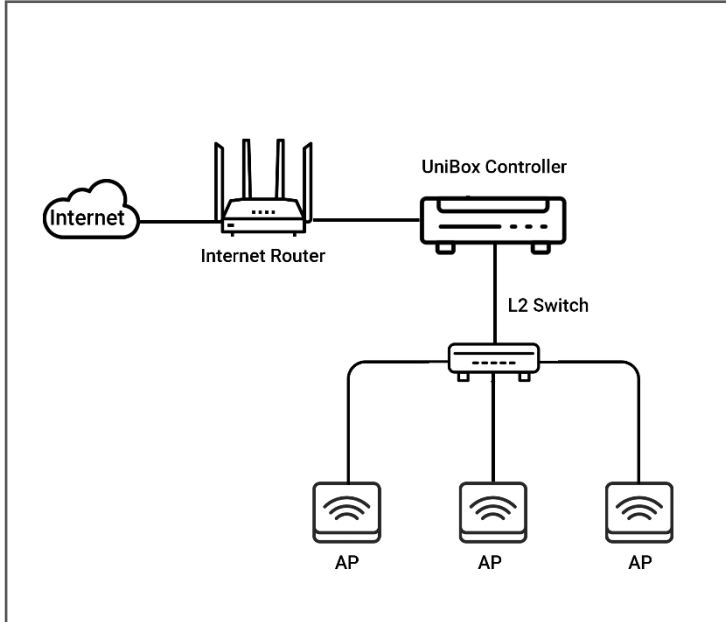 UniBox Controller
Internet
Internet Router
L2 Switch
AP
AP
AP